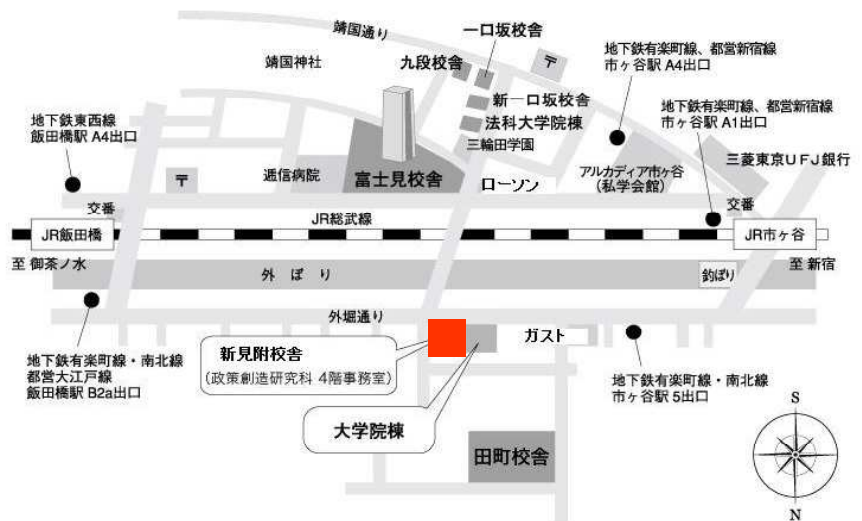 靖国通り
一口坂校舎
靖国神社
九段校舎
〒
地下鉄有楽町線、都営新宿線
市ヶ谷駅 A4出口
新一口坂校舎
地下鉄東西線
飯田橋駅 A4出口
法科大学院棟
地下鉄有楽町線、都営新宿線
市ヶ谷駅 A1出口
三輪田学園
三菱東京UFJ銀行
〒
逓信病院
富士見校舎
ローソン
アルカディア市ヶ谷
(私学会館)
交番
交番
JR総武線
JR飯田橋
JR市ヶ谷
至 御茶ノ水
外ぼり
釣ぼり
至 新宿
外堀通り
新見附校舎
(政策創造研究科 4階事務室)
ガスト
地下鉄有楽町線・南北線
都営大江戸線
飯田橋駅 B2a出口
地下鉄有楽町線・南北線
市ヶ谷駅 5出口
大学院棟
田町校舎
S
N